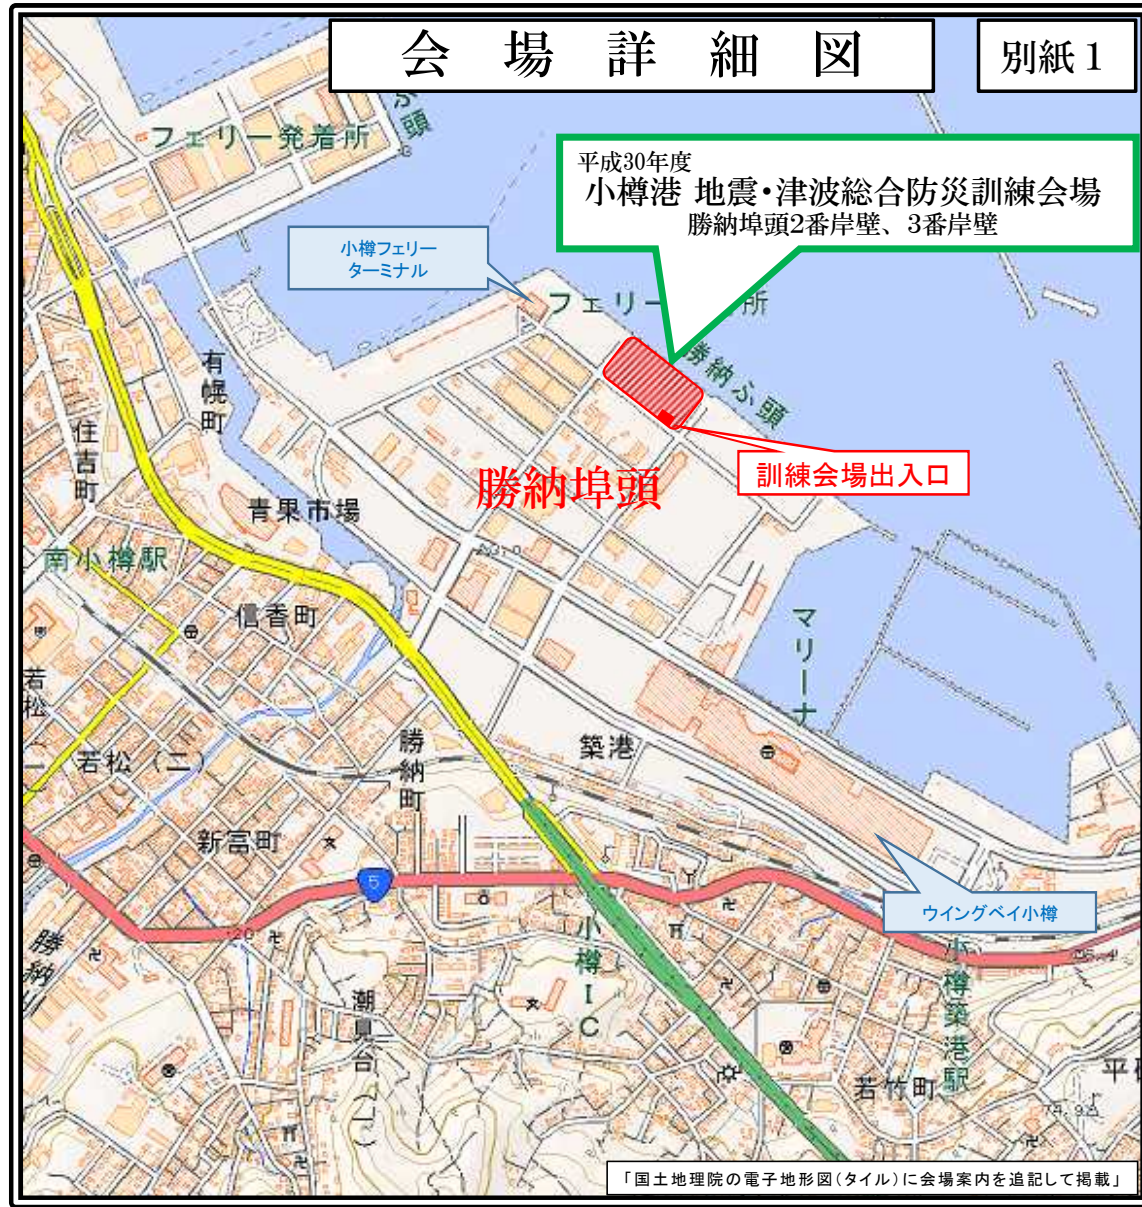 会場詳細図
別紙1
ふ頭
フェリー発着所
平成30年度
小樽港 地震・津波総合防災訓練会場
勝納埠頭2番岸壁、3番岸壁
小樽フェリー
ターミナル
フェリー
所
勝納ふ頭
有幌町
住吉町
訓練会場出入口
勝納埠頭
青果市場
南小樽駅
信香町
マリーナ
若松
若松(二)
勝納町
築港
新富町
5
ウイングベイ小樽
小樽IC
小樽築港駅
勝納
潮見台(一)
若竹町
「国土地理院の電子地形図(タイル)に会場案内を追記して掲載」